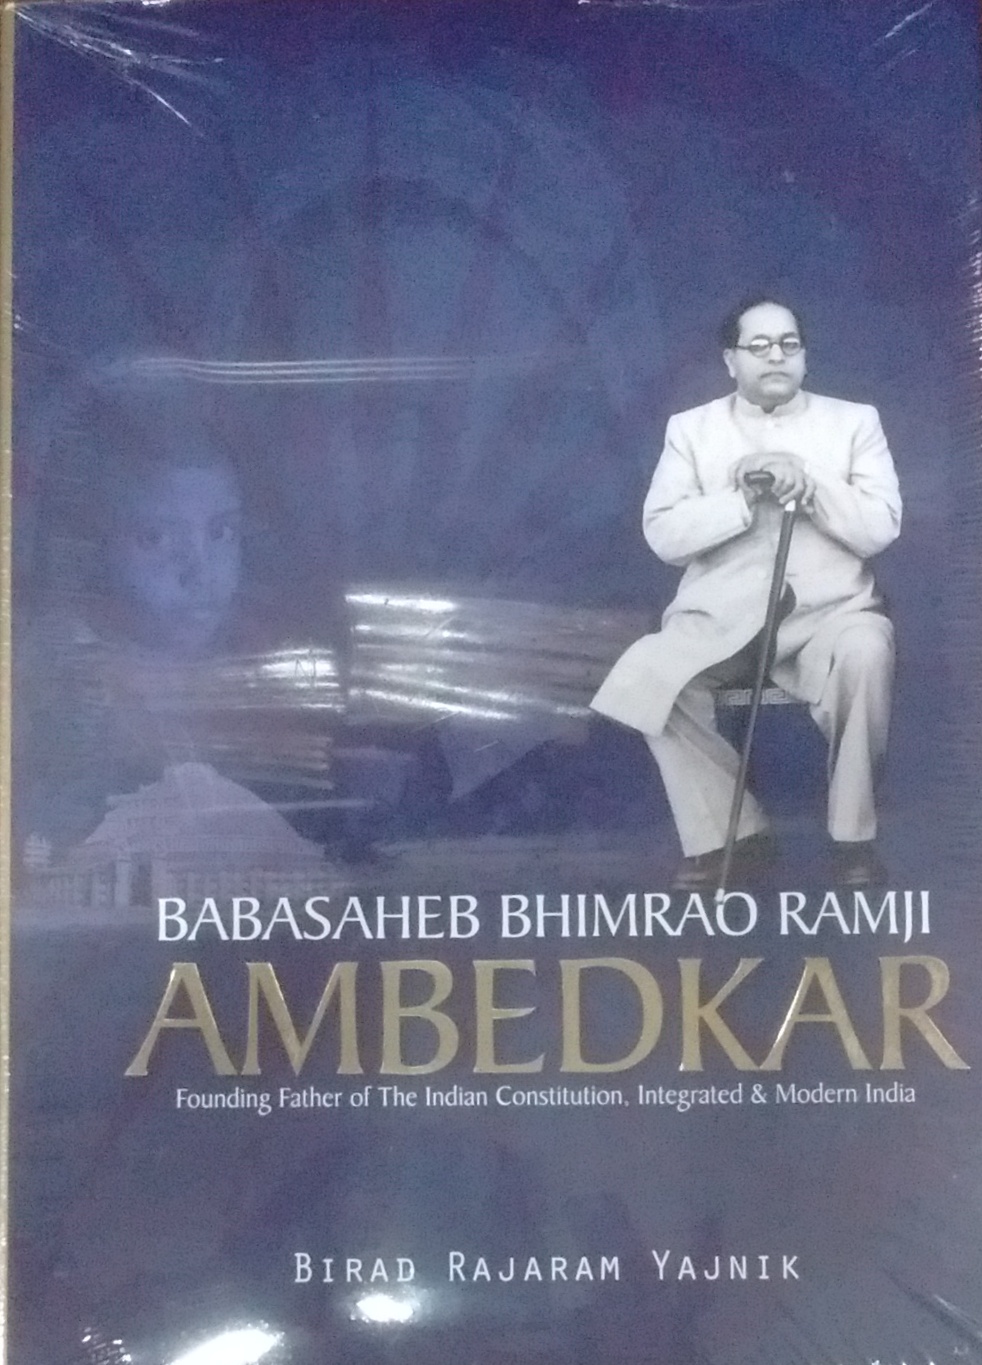 BABASAHEB BHIMRAO RAMJI
AMBEDKAR
Founding Father of The Indian Constitution, Integrated & Modern India
BIRAD RAJARAM YAJNIK